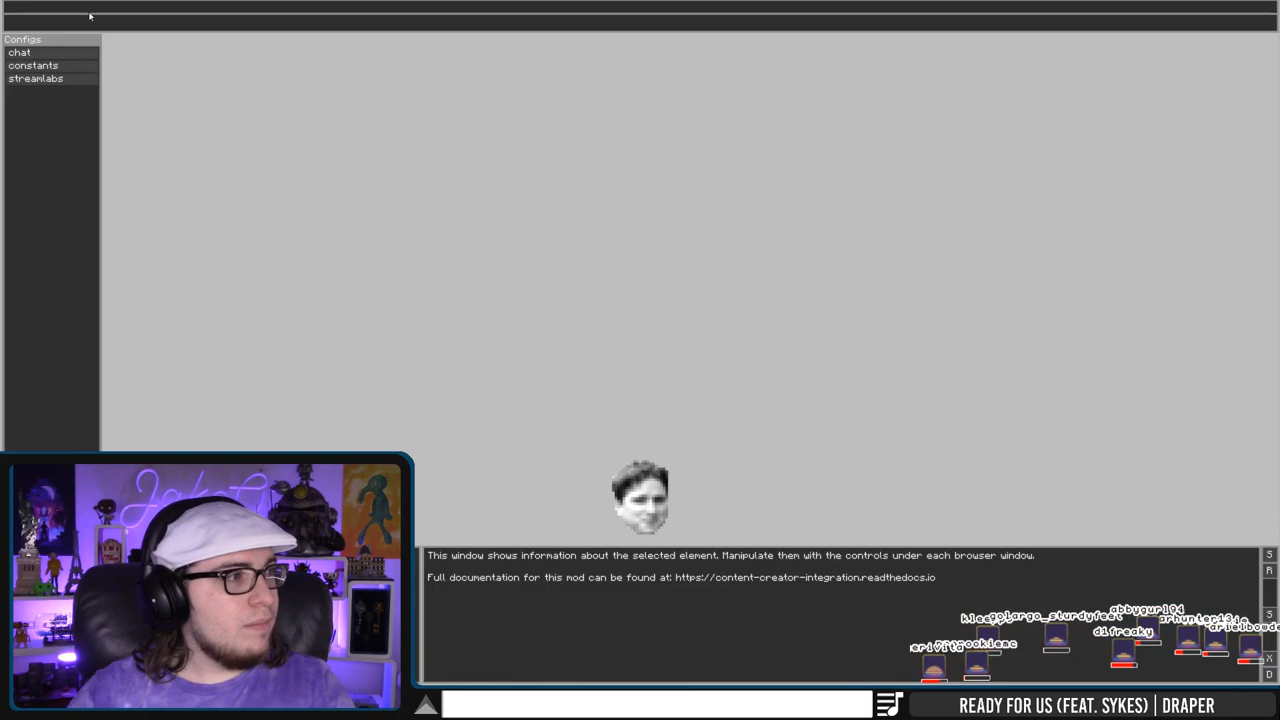 Configs
chat
constants
streamlabs
Jak
This window shows information about the selected element. Manipulate them with the controls under each browser window.
Full documentation for this mod can be found at: https://content-creator-integration.readthedocs.io
S
R
S
X
D
abbygurl04
d1freaky
READY FOR US (FEAT. SYKES) | DRAPER